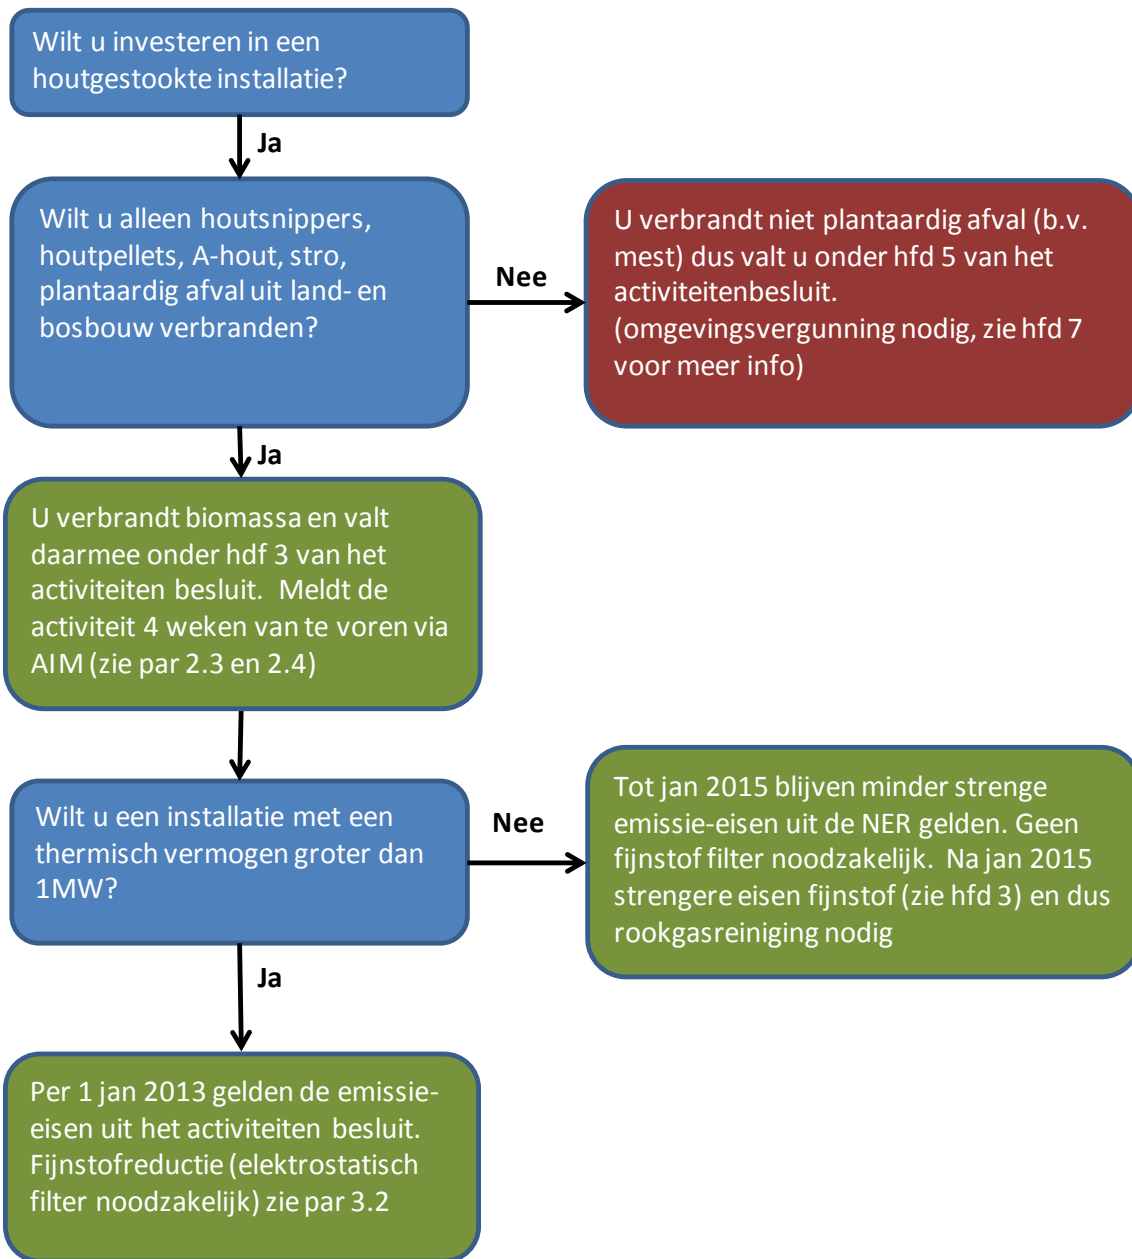 Wilt u investeren in een
houtgestookte installatie?
Ja
Wilt u alleen houtsnippers,
houtpellets, A-hout, stro,
plantaardig afval uit land- en
bosbouw verbranden?
Nee
U verbrandt niet plantaardig afval (b.v.
mest) dus valt u onder hfd 5 van het
activiteitenbesluit.
(omgevingsvergunning nodig, zie hfd 7
voor meer info)
Ja
U verbrandt biomassa en valt
daarmee onder hdf 3 van het
activiteiten besluit. Meldt de
activiteit 4 weken van te voren via
AIM (zie par 2.3 en 2.4)
Wilt u een installatie met een
thermisch vermogen groter dan
1MW?
Nee
Tot jan 2015 blijven minder strenge
emissie-eisen uit de NER gelden. Geen
fijnstof filter noodzakelijk. Na jan 2015
strengere eisen fijnstof (zie hfd 3) en dus
rookgasreiniging nodig
Ja
Per 1 jan 2013 gelden de emissie-
eisen uit het activiteiten besluit.
Fijnstofreductie (elektrostatisch
filter noodzakelijk) zie par 3.2